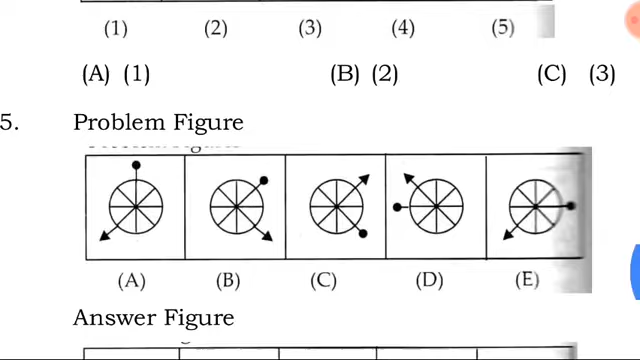 (1) (2) (3) (4) (5)
(A) (1) (B) (2) (C) (3)
5. Problem Figure
(A) (B) (C) (D) (E)
Answer Figure